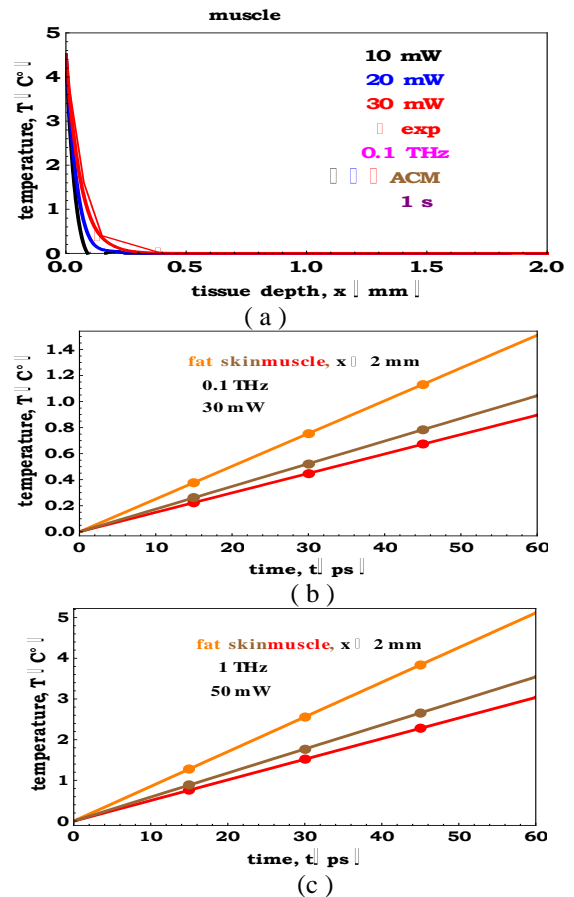 muscle
5
4
3
2
1
0
temperature, T C°
10 mW
20 mW
30 mW
exp
0.1 THz
ACM
1 s
0.0 0.5 1.0 1.5 2.0
tissue depth, x mm
( a )
1.4
1.2
1.0
0.8
0.6
0.4
0.2
0.0
temperature, T C°
fat skinmuscle, x 2 mm
0.1 THz
30 mW
0 10 20 30 40 50 60
time, t ps
( b )
5
4
3
2
1
0
temperature, T C°
fat skinmuscle, x 2 mm
1 THz
50 mW
0 10 20 30 40 50 60
time, t ps
(c)